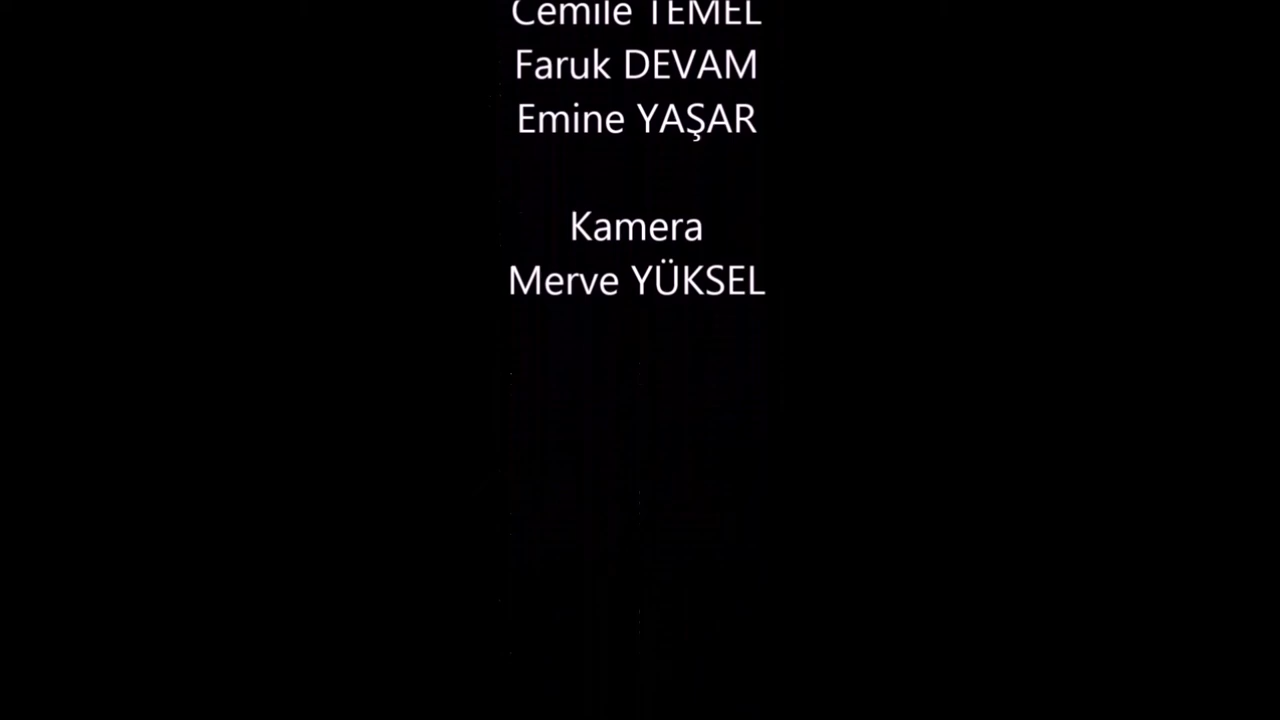 Cemile TEMEL
Faruk DEVAM
Emine YAŞAR
Kamera
Merve YÜKSEL